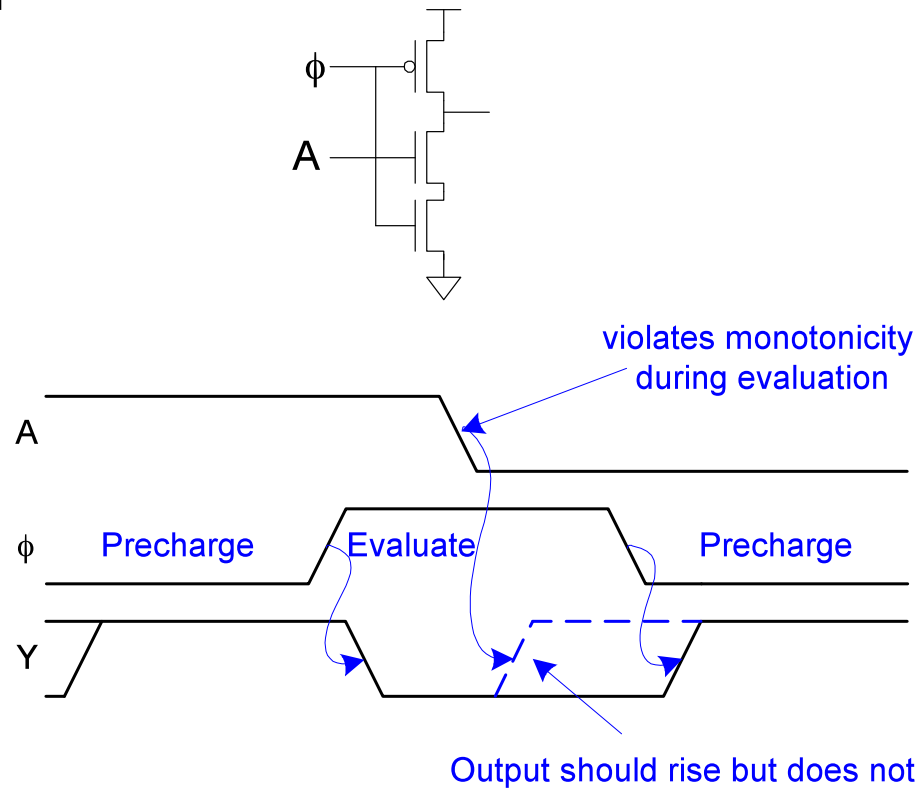 ϕ
A
violates monotonicity
during evaluation
A
ϕ Precharge Evaluate Precharge
Y
Output should rise but does not